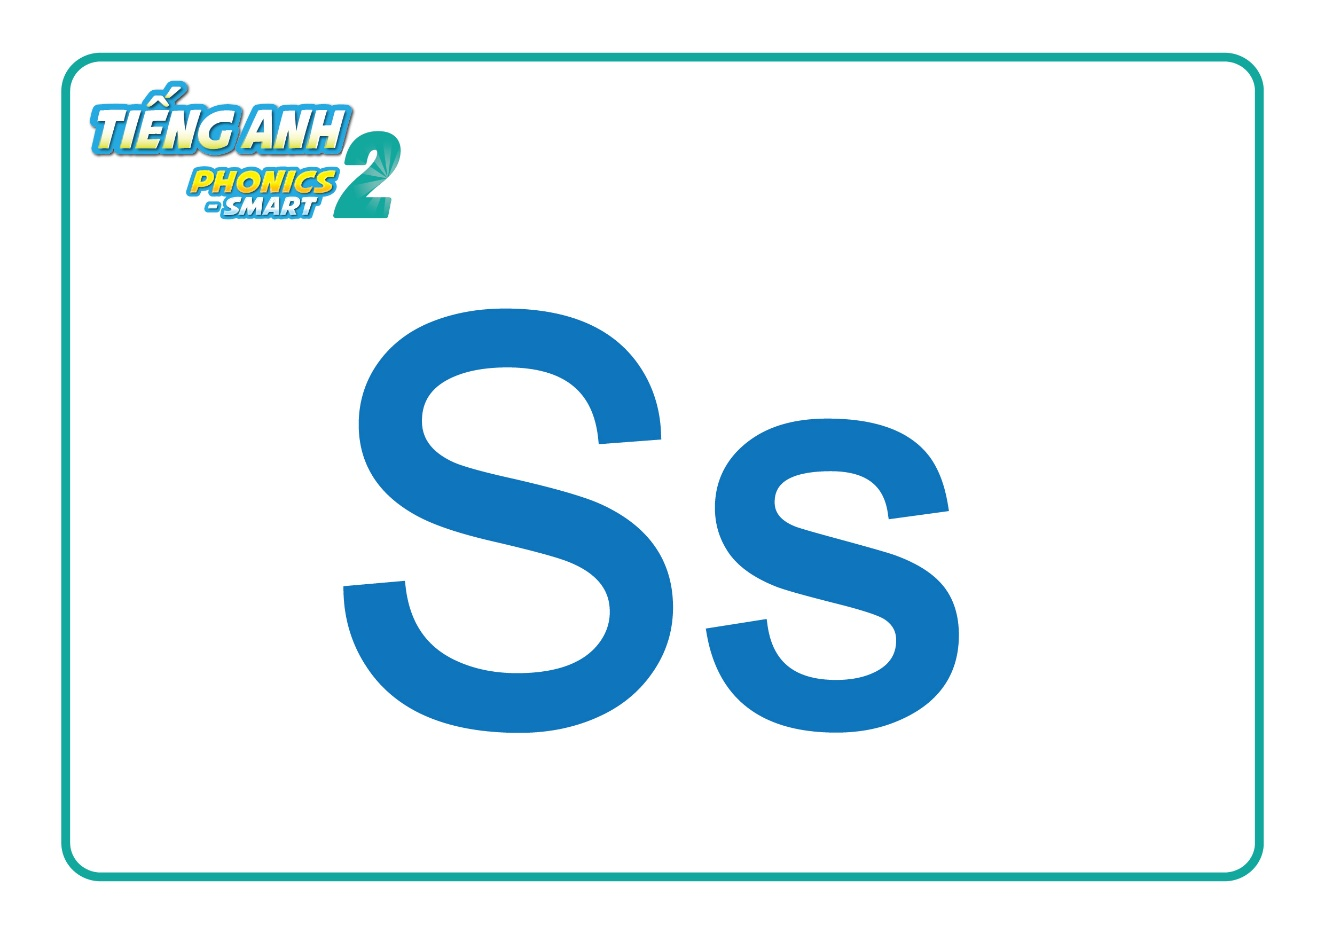 TIẾNG ANH
PHONICS 2
-SMART
Ss